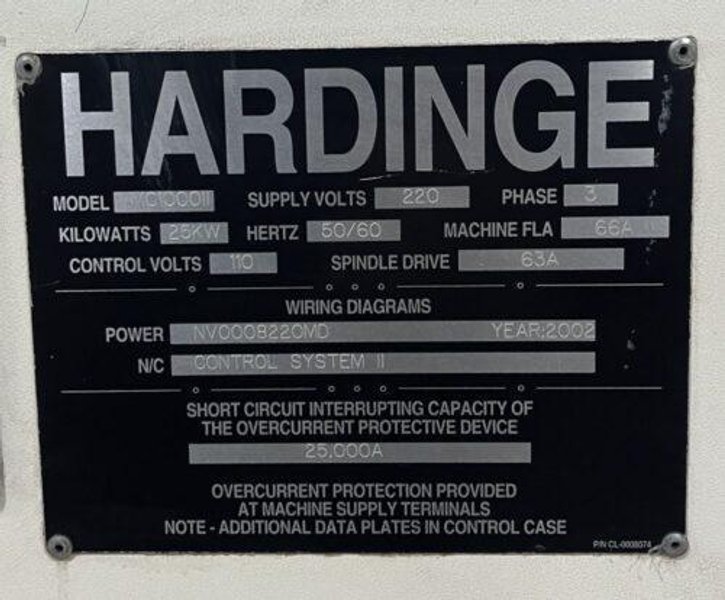 HARDINGE
MODEL VMC1000II SUPPLY VOLTS 220 PHASE 3
KILOWATTS 25KW HERTZ 50/60 MACHINE FLA 66A
CONTROL VOLTS 110 SPINDLE DRIVE 63A
WIRING DIAGRAMS
POWER NV0008220MD YEAR:2002
N/C CONTROL SYSTEM II
SHORT CIRCUIT INTERRUPTING CAPACITY OF
THE OVERCURRENT PROTECTIVE DEVICE
25,000A
OVERCURRENT PROTECTION PROVIDED
AT MACHINE SUPPLY TERMINALS
NOTE - ADDITIONAL DATA PLATES IN CONTROL CASE
P/N CL-0008074